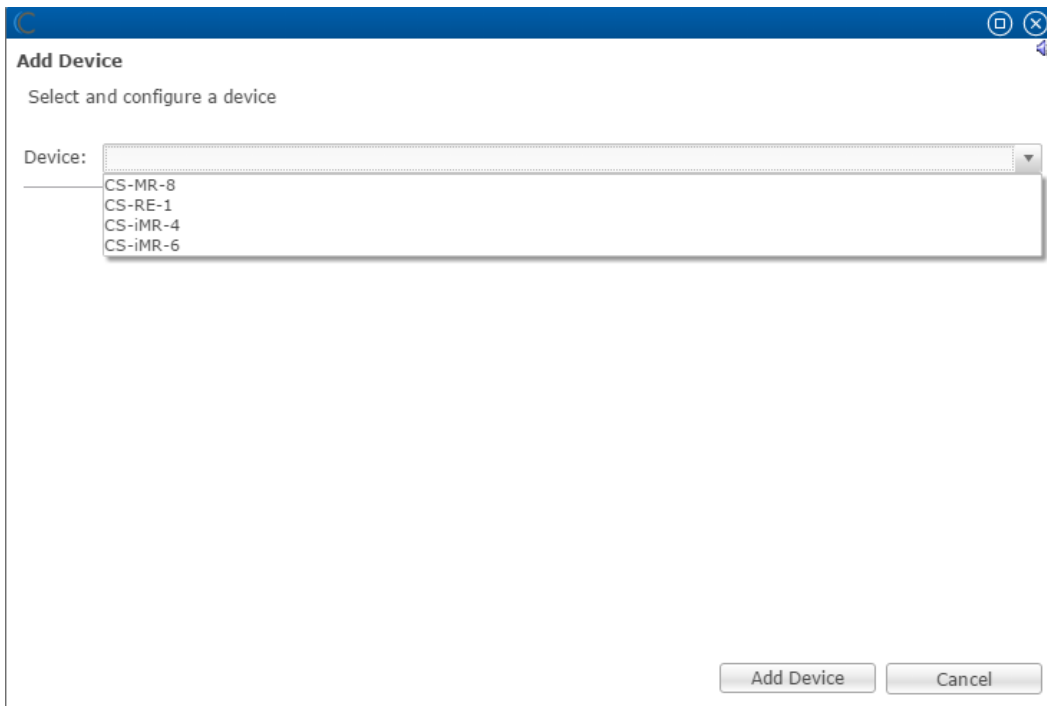 Add Device
Select and configure a device
Device:
CS-MR-8
CS-RE-1
CS-iMR-4
CS-iMR-6
Add Device Cancel